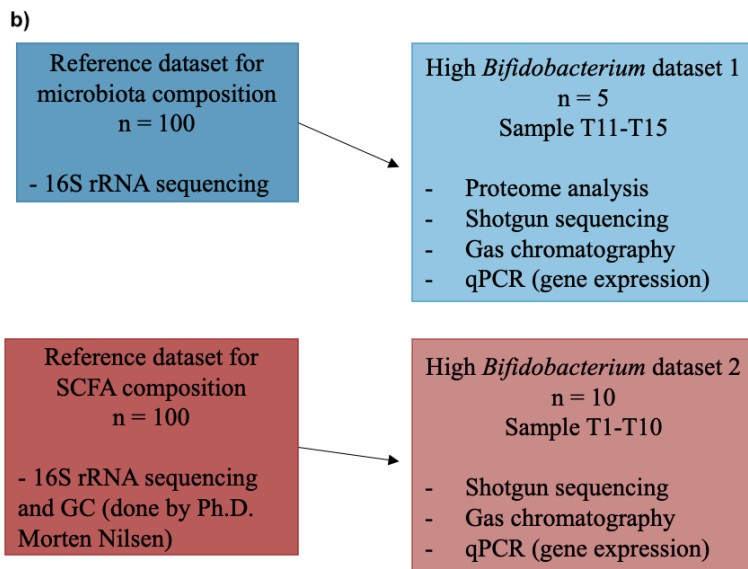 b)
Reference dataset for
microbiota composition
n = 100
- 16S rRNA sequencing
High Bifidobacterium dataset 1
n = 5
Sample T11-T15
- Proteome analysis
- Shotgun sequencing
- Gas chromatography
- qPCR (gene expression)
Reference dataset for
SCFA composition
n = 100
- 16S rRNA sequencing
and GC (done by Ph.D.
Morten Nilsen)
High Bifidobacterium dataset 2
n = 10
Sample T1-T10
- Shotgun sequencing
- Gas chromatography
- qPCR (gene expression)